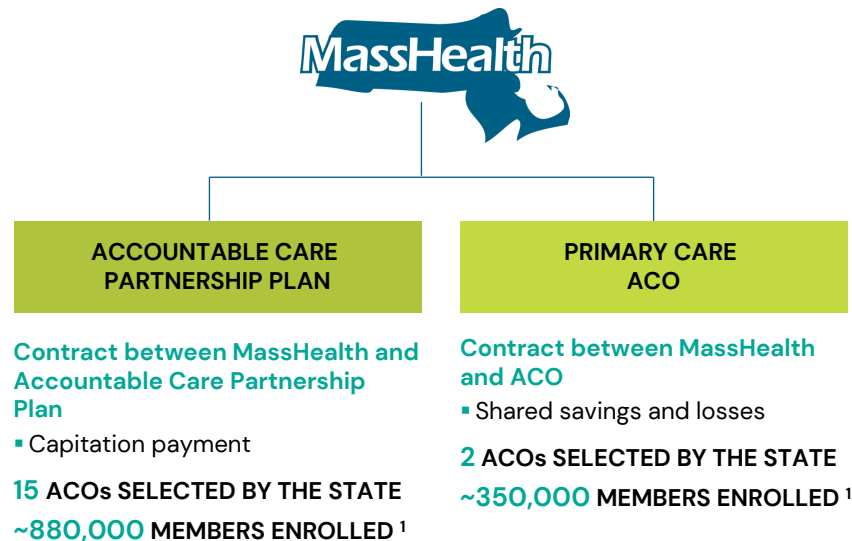 MassHealth
ACCOUNTABLE CARE
PARTNERSHIP PLAN
Contract between MassHealth and
Accountable Care Partnership
Plan
▪ Capitation payment
15 ACOs SELECTED BY THE STATE
~880,000 MEMBERS ENROLLED ¹
PRIMARY CARE
ACO
Contract between MassHealth
and ACO
▪ Shared savings and losses
2 ACOs SELECTED BY THE STATE
~350,000 MEMBERS ENROLLED ¹